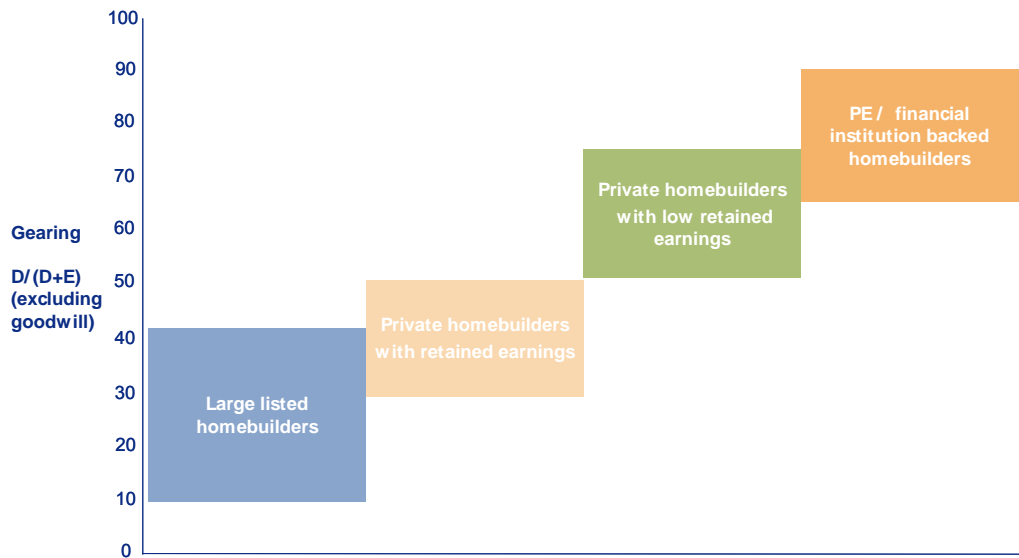 100
90
80
70
60
50
40
30
20
10
0
Gearing
D/(D+E)
(excluding
goodwill)
Large listed
homebuilders
Private homebuilders
with retained earnings
Private homebuilders
with low retained
earnings
PE/ financial
institution backed
homebuilders